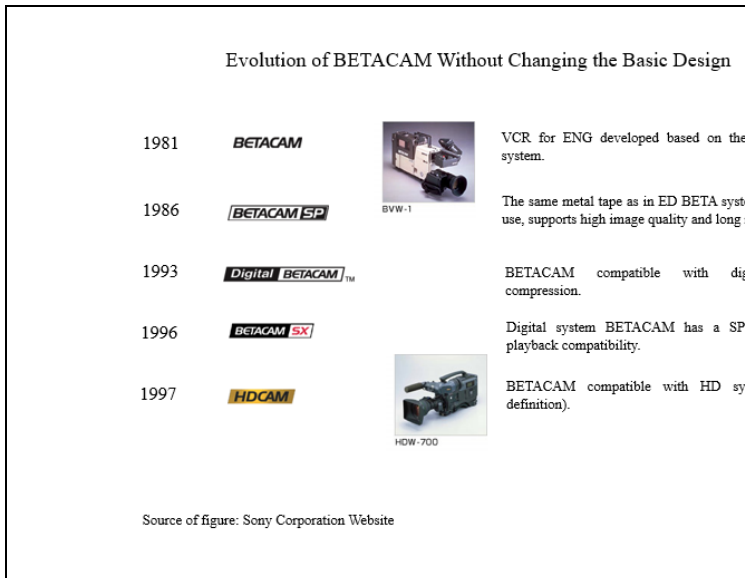 Evolution of BETACAM Without Changing the Basic Design
1981 BETACAM VCR for ENG developed based on the
system.
BVW-1
1986 BETACAM SP The same metal tape as in ED BETA
use, supports high image quality and long
1993 Digital BETACAM TM BETACAM compatible with
compression.
1996 BETACAM SX Digital system BETACAM has a SP
playback compatibility.
1997 HDCAM BETACAM compatible with HD
definition).
HDW-700
Source of figure: Sony Corporation Website